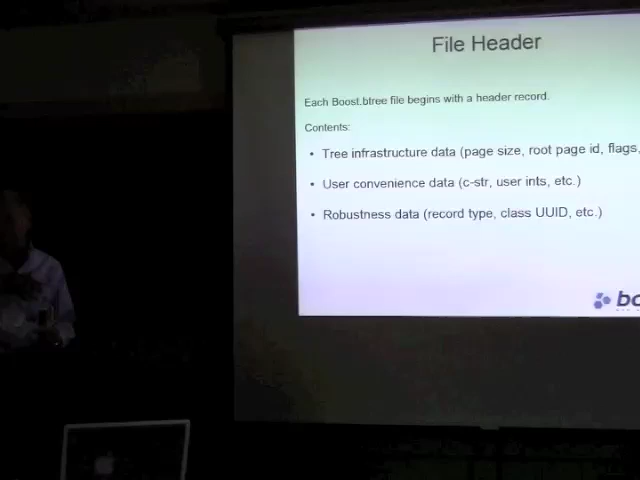 File Header
Each Boost.btree file begins with a header record.
Contents:
• Tree infrastructure data (page size, root page id, flags,
• User convenience data (c-str, user ints, etc.)
• Robustness data (record type, class UUID, etc.)
bo